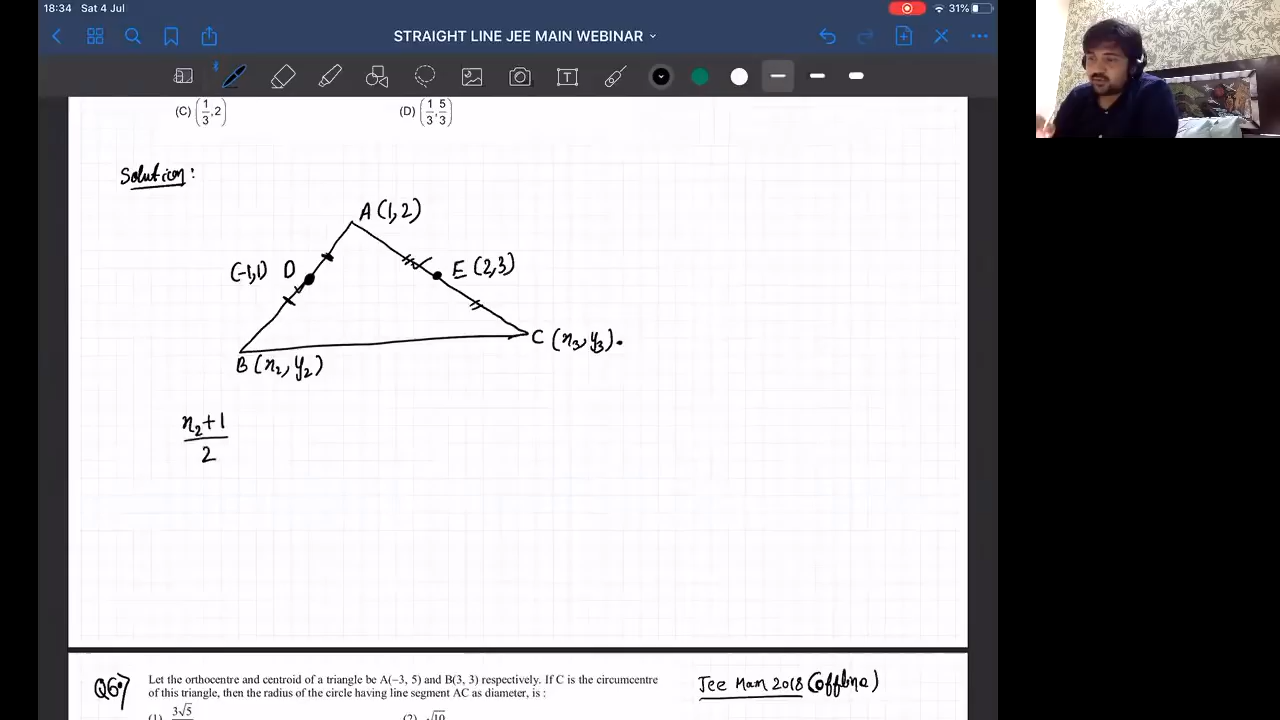 18:34 Sat 4 Jul 31%
STRAIGHT LINE JEE MAIN WEBINAR
(C) (1/3, 2) (D) (1/3, 5/3)
Solution:
A (1, 2)
(-1, 1) D E (2, 3)
C (x₃, y₃).
B (x₂, y₂)
x₂+1
2
Q6. Let the orthocentre and centroid of a triangle be A(−3, 5) and B(3, 3) respectively. If C is the circumcentre Jee Main 2018 (offline)
of this triangle, then the radius of the circle having line segment AC as diameter, is :
(1) 3√5 (2) √10